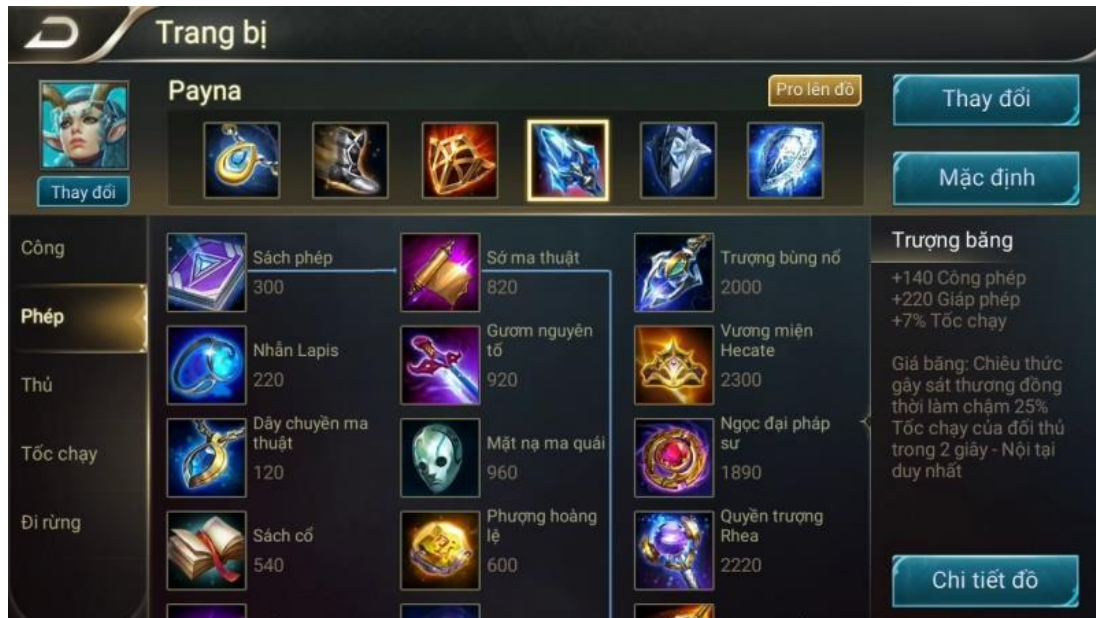 Trang bị
Payna
Pro lên đồ
Thay đổi
Thay đổi
Mặc định
Công
Phép
Thủ
Tốc chạy
Đi rừng
Sách phép
300
Nhẫn Lapis
220
Dây chuyền ma
thuật
120
Sách cổ
540
Sớ ma thuật
820
Gươm nguyên
tố
920
Mặt nạ ma quái
960
Phượng hoàng
lệ
600
Trượng bùng nổ
2000
Vương miện
Hecate
2300
Ngọc đại pháp
sư
1890
Quyền trượng
Rhea
2220
Trượng băng
+140 Công phép
+220 Giáp phép
+7% Tốc chạy
Giá băng: Chiêu thức
gây sát thương đồng
thời làm chậm 25%
Tốc chạy của đối thủ
trong 2 giây - Nội tại
duy nhất
Chi tiết đồ